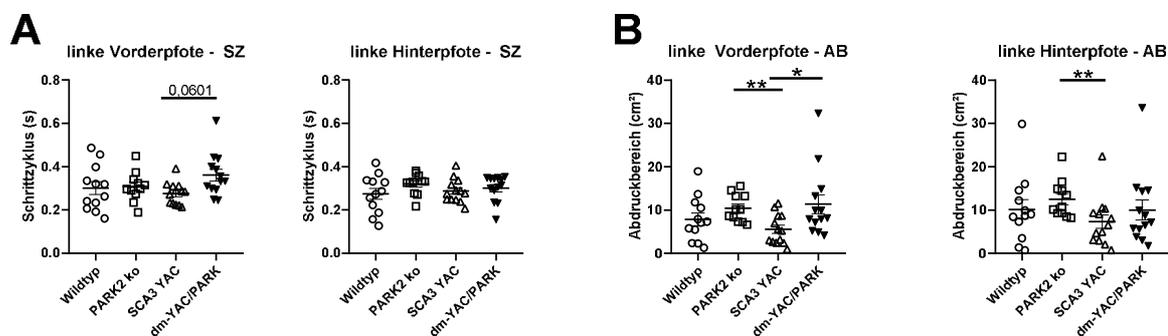 A
linke Vorderpfote - SZ
Schrittzyklus (s)
0.8
0.6
0.4
0.2
0.0
0,0601
Wildtyp
PARK2 ko
SCA3 YAC
dm-YAC/PARK
linke Hinterpfote - SZ
Schrittzyklus (s)
0.8
0.6
0.4
0.2
0.0
Wildtyp
PARK2 ko
SCA3 YAC
dm-YAC/PARK
B
linke Vorderpfote - AB
Abdruckbereich (cm²)
40
30
20
10
0
**
*
Wildtyp
PARK2 ko
SCA3 YAC
dm-YAC/PARK
linke Hinterpfote - AB
Abdruckbereich (cm²)
40
30
20
10
0
**
Wildtyp
PARK2 ko
SCA3 YAC
dm-YAC/PARK